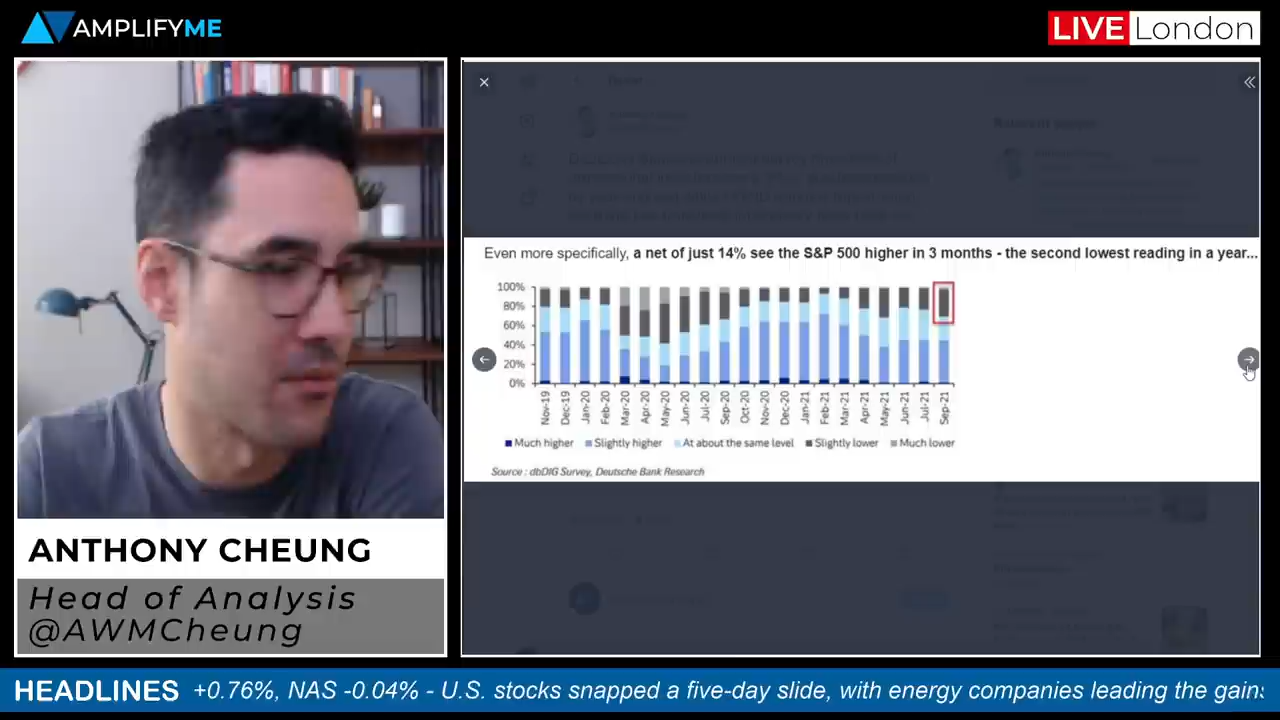 AMPLIFYME
LIVE London
Even more specifically, a net of just 14% see the S&P 500 higher in 3 months - the second lowest reading in a year...
100%
80%
60%
40%
20%
0%
Nov-19
Dec-19
Jan-20
Feb-20
Mar-20
Apr-20
May-20
Jun-20
Jul-20
Sep-20
Oct-20
Nov-20
Dec-20
Jan-21
Feb-21
Mar-21
Apr-21
May-21
Jun-21
Jul-21
Sep-21
Much higher Slightly higher At about the same level Slightly lower Much lower
Source : dbDIG Survey, Deutsche Bank Research
ANTHONY CHEUNG
Head of Analysis
@AWMCheung
HEADLINES +0.76%, NAS -0.04% - U.S. stocks snapped a five-day slide, with energy companies leading the gain